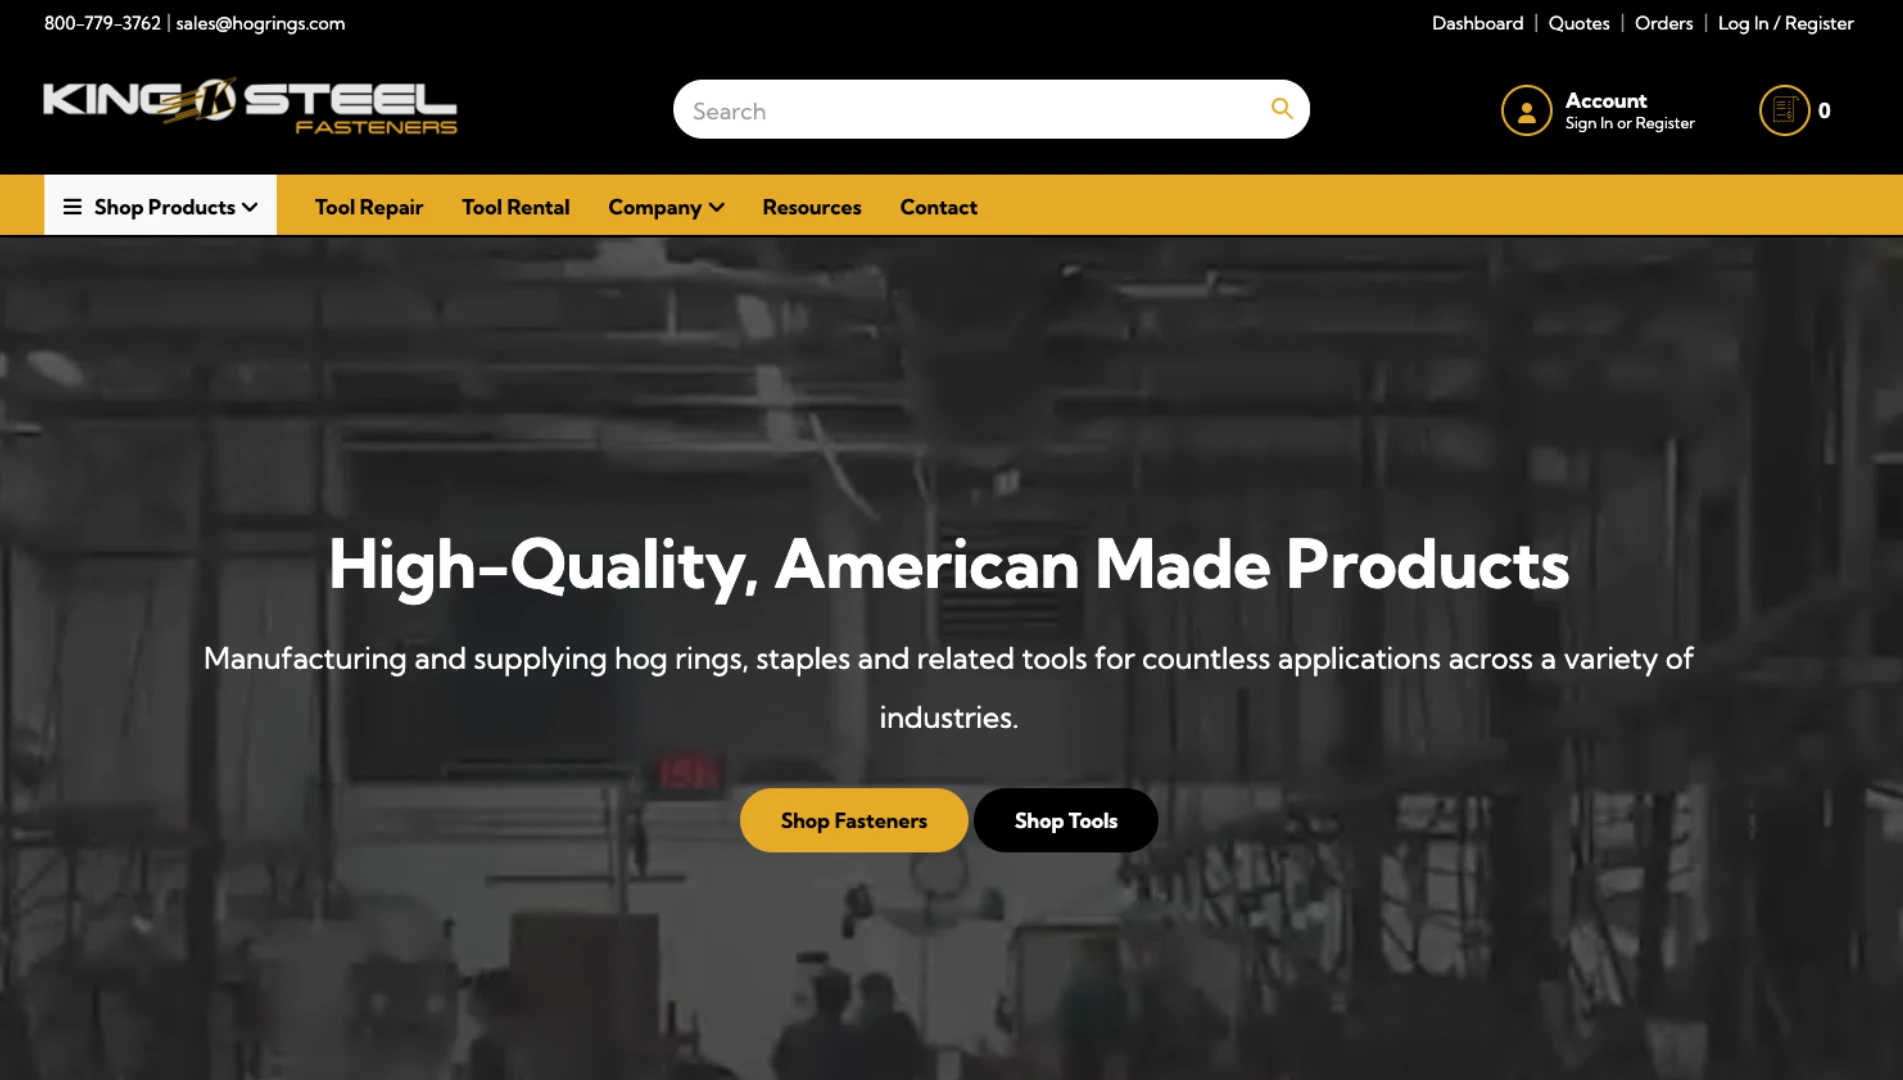 800-779-3762 | sales@hogrings.com
Dashboard | Quotes | Orders | Log In / Register
KING K STEEL
FASTENERS
Search
Account
Sign In or Register
0
Shop Products
Tool Repair
Tool Rental
Company
Resources
Contact
High-Quality, American Made Products
Manufacturing and supplying hog rings, staples and related tools for countless applications across a variety of
industries.
Shop Fasteners
Shop Tools